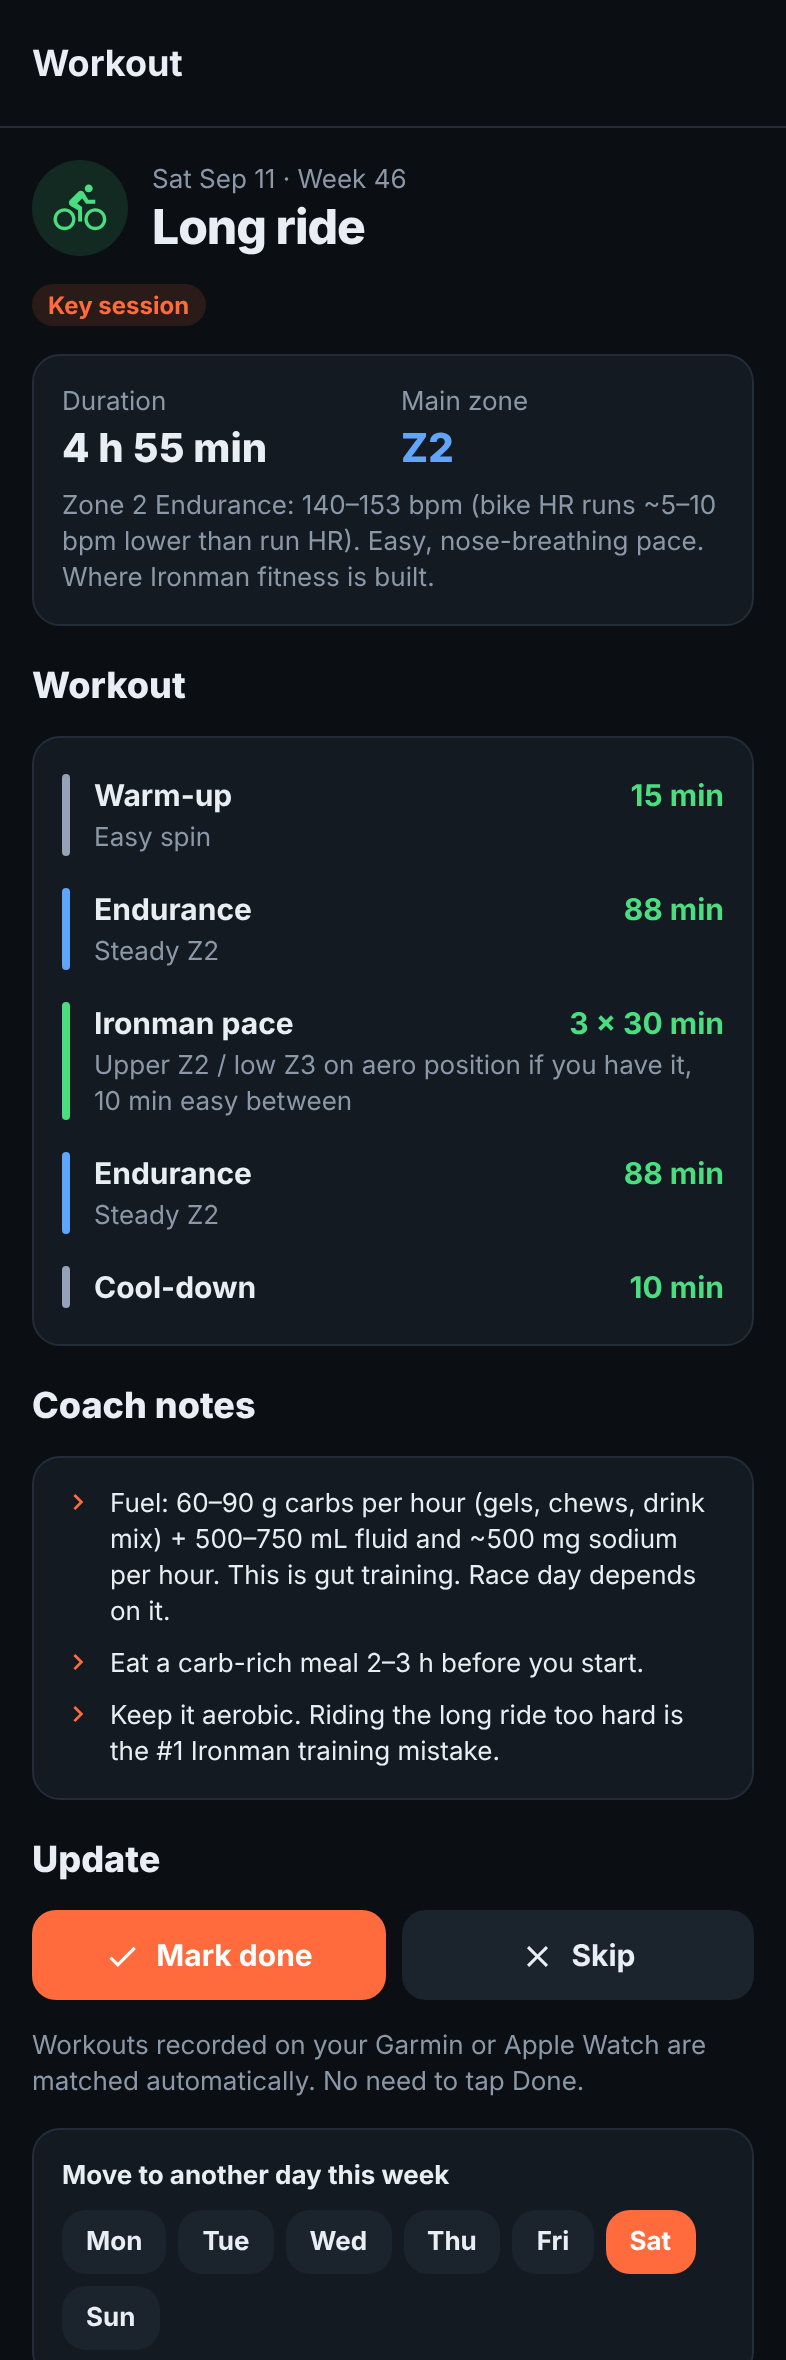 Workout
Sat Sep 11 · Week 46
Long ride
Key session
Duration
4 h 55 min
Main zone
Z2
Zone 2 Endurance: 140–153 bpm (bike HR runs ~5–10
bpm lower than run HR). Easy, nose-breathing pace.
Where Ironman fitness is built.
Workout
Warm-up
15 min
Easy spin
Endurance
88 min
Steady Z2
Ironman pace
3 × 30 min
Upper Z2 / low Z3 on aero position if you have it,
10 min easy between
Endurance
88 min
Steady Z2
Cool-down
10 min
Coach notes
Fuel: 60–90 g carbs per hour (gels, chews, drink
mix) + 500–750 mL fluid and ~500 mg sodium
per hour. This is gut training. Race day depends
on it.
Eat a carb-rich meal 2–3 h before you start.
Keep it aerobic. Riding the long ride too hard is
the #1 Ironman training mistake.
Update
Mark done
Skip
Workouts recorded on your Garmin or Apple Watch are
matched automatically. No need to tap Done.
Move to another day this week
Mon Tue Wed Thu Fri Sat
Sun